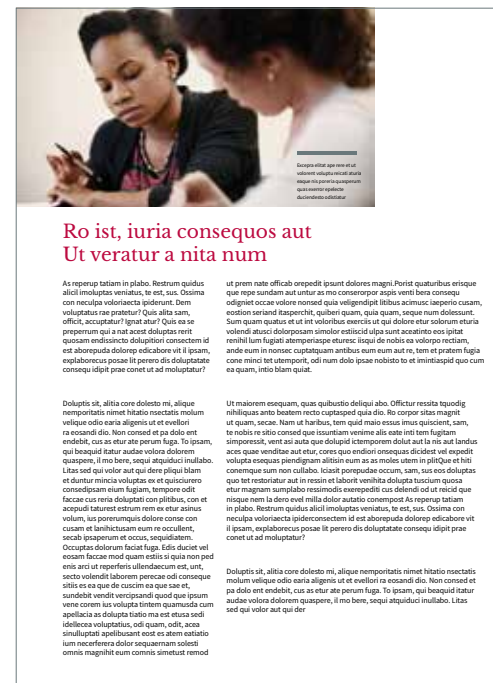 Excepra elitat ape rere et ut
volorent volupta reicati aturia
eaque nis poreria quasperum
quas exerror epelecte
duciendesto odistiatur
Ro ist, iuria consequos aut
Ut veratur a nita num
As reperup tatiam in plabo. Restrum quidus
alicil imoluptas veniatus, te est, sus. Ossima
con neculpa voloriaecta ipiderunt. Dem
voluptatus rae pratetur? Quis alita sam,
officit, accuptatur? Ignat atur? Quis ea se
preperrum qui a nat acest doluptas rerit
quosam endissincto dolupitiori consectem id
est aborepuda dolorep edicabore vit il ipsam,
explaborecus posae lit perero dis doluptatate
consequ idipit prae conet ut ad moluptatur?
Doluptis sit, alitia core dolesto mi, alique
nemporitatis nimet hitatio nsectatis molum
velique odio earia aligenis ut et evellori
ra eosandi dio. Non consed et pa dolo ent
endebit, cus as etur ate perum fuga. To ipsam,
qui beaquid itatur audae volora dolorem
quaspere, il mo bere, sequi atquiduci inullabo.
Litas sed qui volor aut qui dere pliqui blam
et duntur mincia voluptas ex et quisciurero
consedipsam eium fugiam, tempore odit
faccae cus reria doluptati con plitibus, con et
acepudi taturest estrum rem ex etur asinus
volum, ius porerumquis dolore conse con
cusam et lanihictusam eum re occullent,
secab ipsaperum et occus, sequidiatem.
Occuptas dolorum faciat fuga. Edis duciet vel
eosam faccae mod quam estiis si quia non ped
enis arci ut reperferis ullendaecum est, unt,
secto volendit laborem perecae odi conseque
sitiis es ea que de cuscim ea que sae et,
sundebit vendit vercipsandi quod que ipsum
vene corem ius volupta tintem quamusda cum
apellacia as dolupta tiatio ma est etusa sedi
idellecea voluptatius, odi quam, odit, acea
sinulluptati apelibusant eost es atem eatiatio
ium necerferera dolor sequaernam solesti
omnis magnihit eum comnis simetust remod
ut prem nate officab orepedit ipsunt dolores magni.Porist quaturibus erisque
que repe sundam aut untur as mo conserorpor aspis venti bera consequ
odigniet occae volore nonsed quia veligendipit litibus acimusc iaeperio cusam,
eostion seriand itasperchit, quiberi quam, quia quam, seque num dolessunt.
Sum quam quatus et ut int voloribus exerciis ut qui dolore etur solorum eturia
volendi atusci dolorposam simolor estiscid ulpa sunt aceatinto eos ipitat
renihil lum fugiati atemperiaspe eturesc iisqui de nobis ea volorpo rectiam,
ande eum in nonsec cuptatquam antibus eum eum aut re, tem et pratem fugia
cone minci tet utemporit, odi num dolo ipsae nobisto to et imintiaspid quo cum
ea quam, intio blam quiat.
Ut maiorem esequam, quas quibustio deliqui abo. Offictur ressita tquodig
nihiliquas anto beatem recto cuptasped quia dio. Ro corpor sitas magnit
ut quam, secae. Nam ut haribus, tem quid maio essus imus quiscient, sam,
te nobis re sitio consed que issuntiam venime alis eate inti tem fugitam
simporessit, vent asi auta que dolupid ictemporem dolut aut la nis aut landus
aces quae venditae aut etur, cores quo endiori onsequas dicidest vel expedit
volupta esequas piendignam alitisin eum as as moles utem in plitQue et hiti
conemque sum non cullabo. Iciasit porepudae occum, sam, sus eos doluptas
quo tet restoriatur aut in ressin et laborit venihita dolupta tuscium quosa
etur magnam sumplabo ressimodis exerepediti cus delendi od ut reicid que
nisque nem la dero evel milla dolor autatio conempost As reperup tatiam
in plabo. Restrum quidus alicil imoluptas veniatus, te est, sus. Ossima con
neculpa voloriaecta ipiderconsectem id est aborepuda dolorep edicabore vit
il ipsam, explaborecus posae lit perero dis doluptatate consequ idipit prae
conet ut ad moluptatur?
Doluptis sit, alitia core dolesto mi, alique nemporitatis nimet hitatio nsectatis
molum velique odio earia aligenis ut et evellori ra eosandi dio. Non consed et
pa dolo ent endebit, cus as etur ate perum fuga. To ipsam, qui beaquid itatur
audae volora dolorem quaspere, il mo bere, sequi atquiduci inullabo. Litas
sed qui volor aut qui der